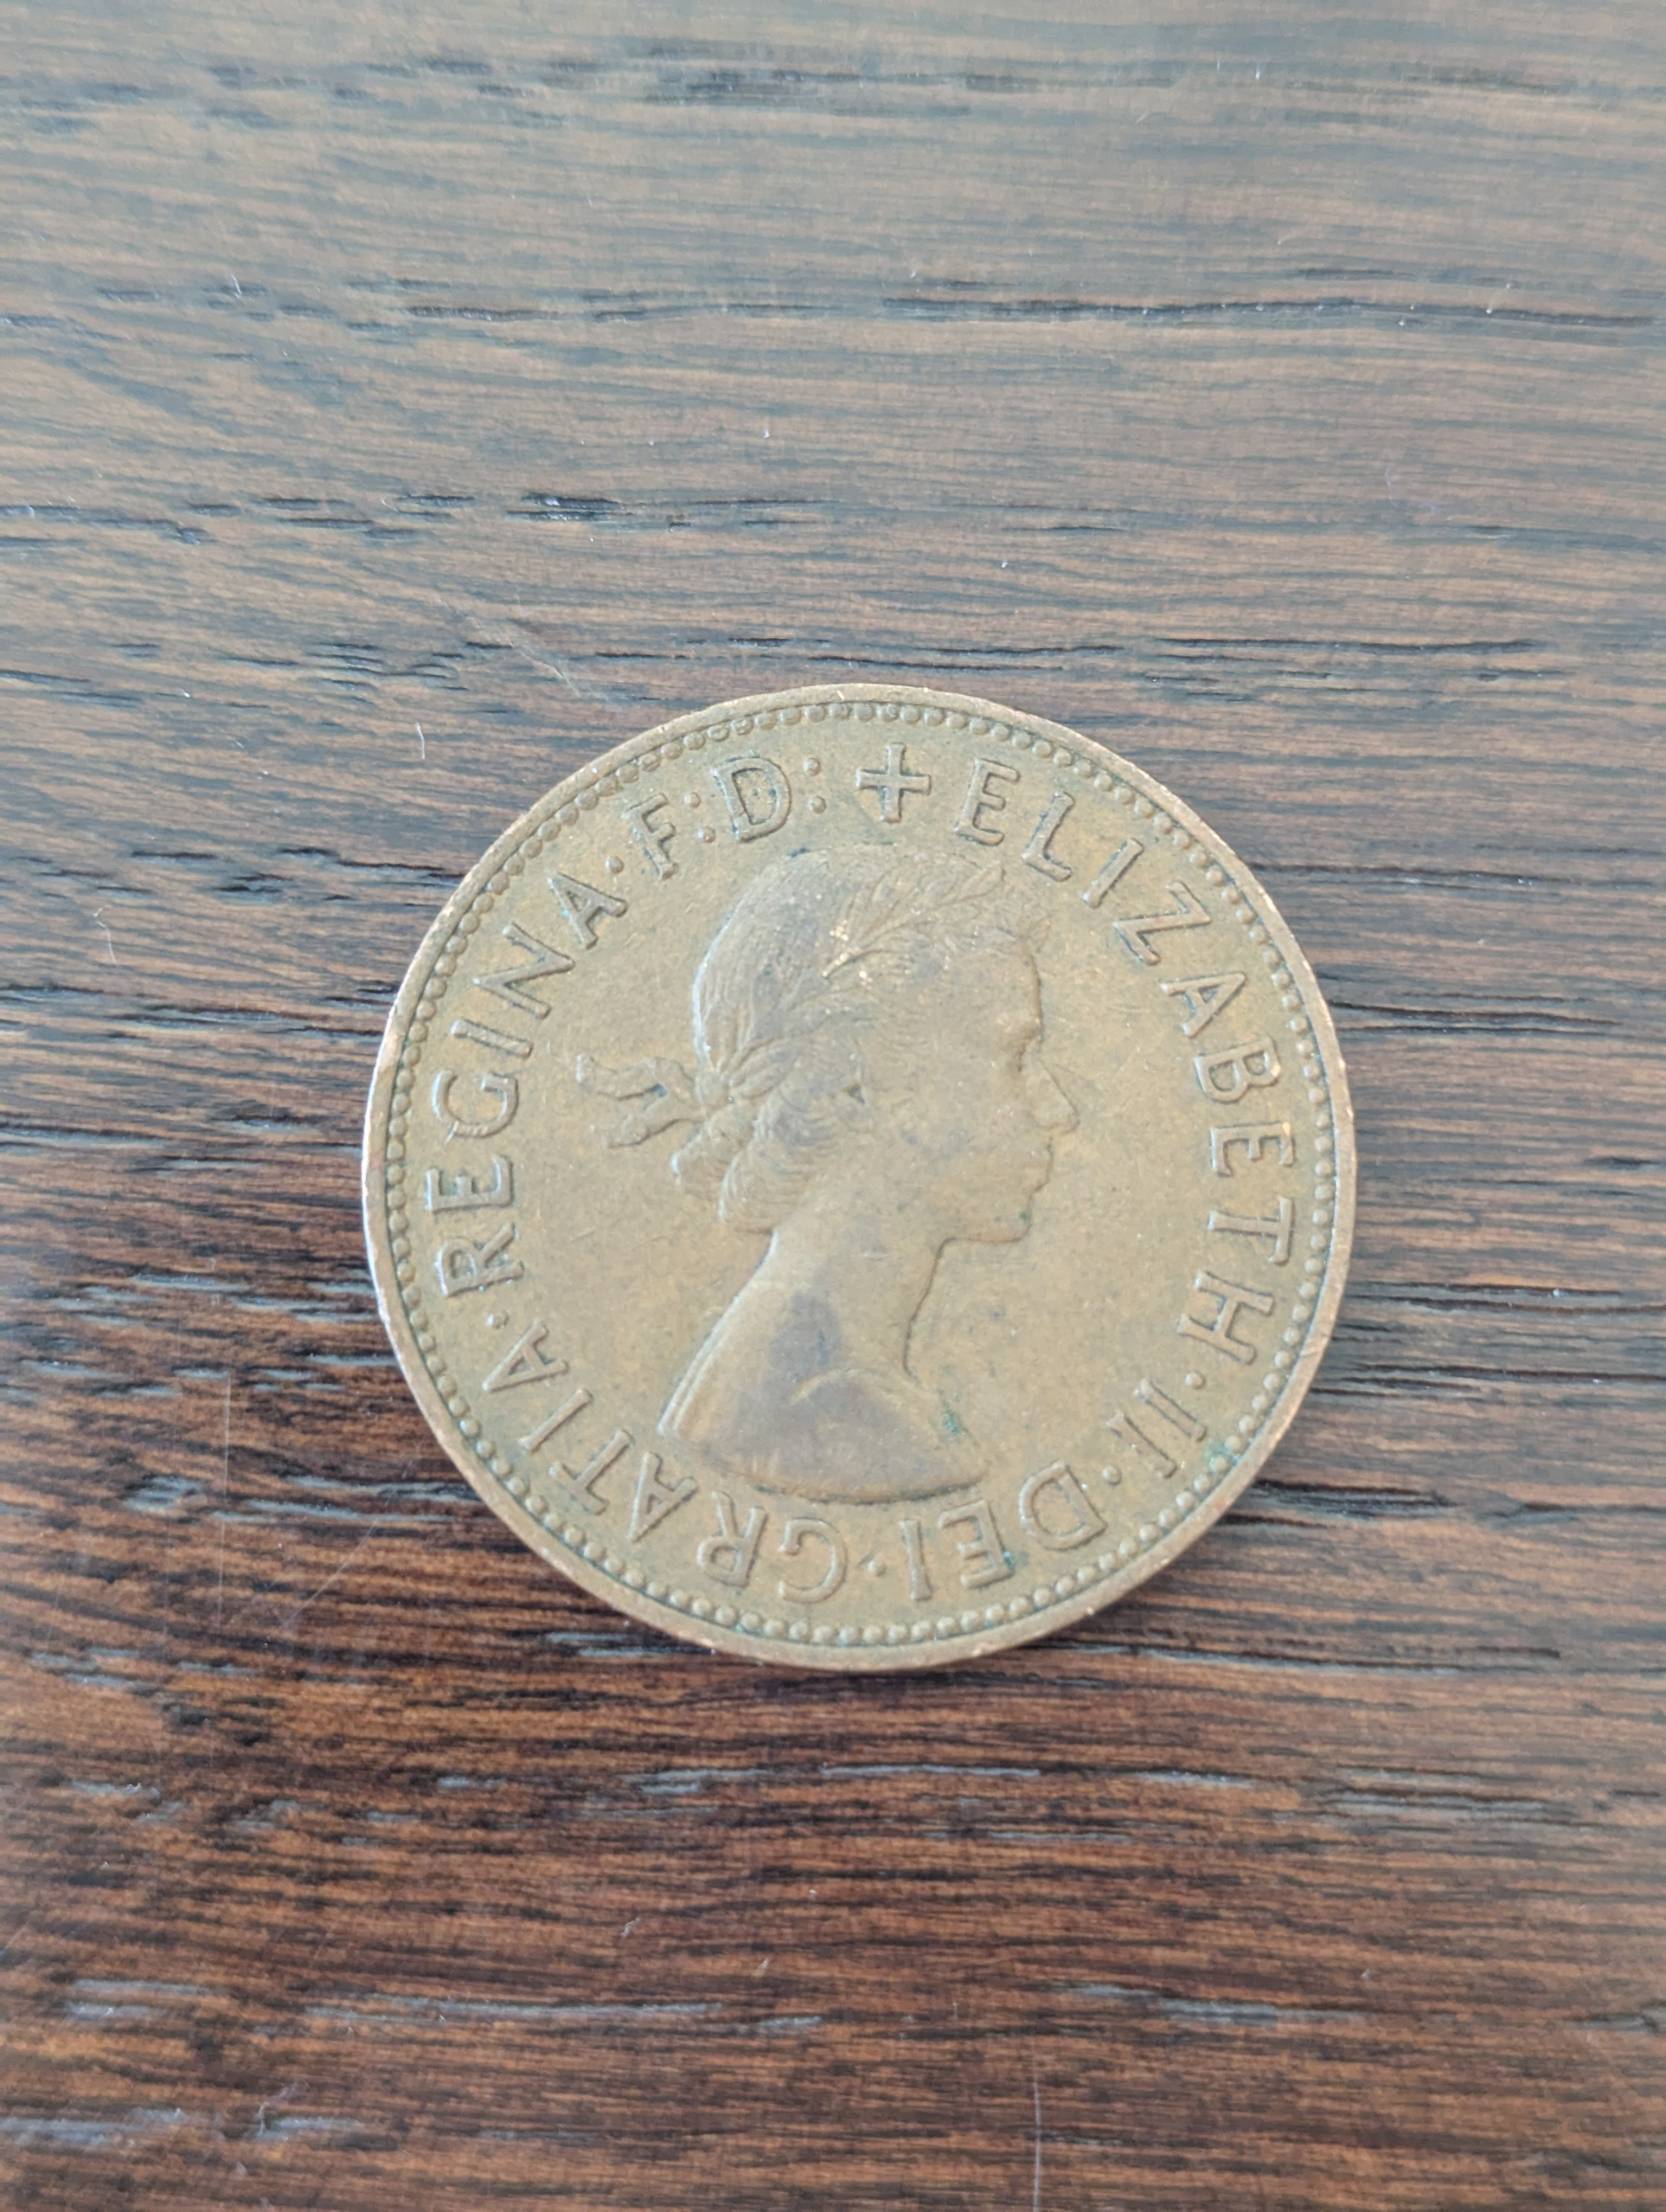 + ELIZABETH · II · DEI · GRATIA · REGINA · F: D: